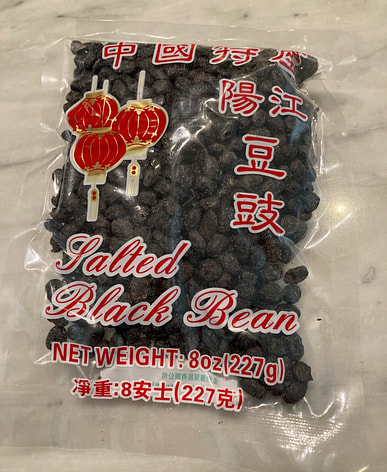 中國特產
陽江
豆豉
Salted
Black Bean
NET WEIGHT: 8oz(227g)
淨重:8安士(227克)